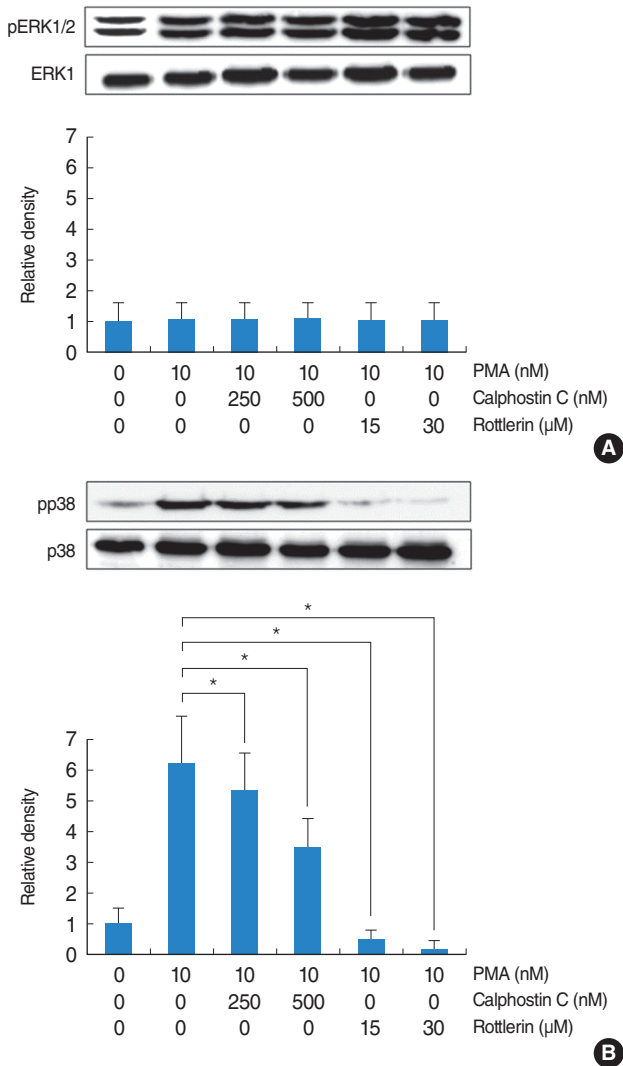 pERK1/2
ERK1
7
6
5
4
3
2
1
0
Relative density
0 10 10 10 10 10 PMA (nM)
0 0 250 500 0 0 Calphostin C (nM)
0 0 0 0 15 30 Rottlerin (µM)
A
pp38
p38
*
*
*
*
7
6
5
4
3
2
1
0
Relative density
0 10 10 10 10 10 PMA (nM)
0 0 250 500 0 0 Calphostin C (nM)
0 0 0 0 15 30 Rottlerin (µM)
B